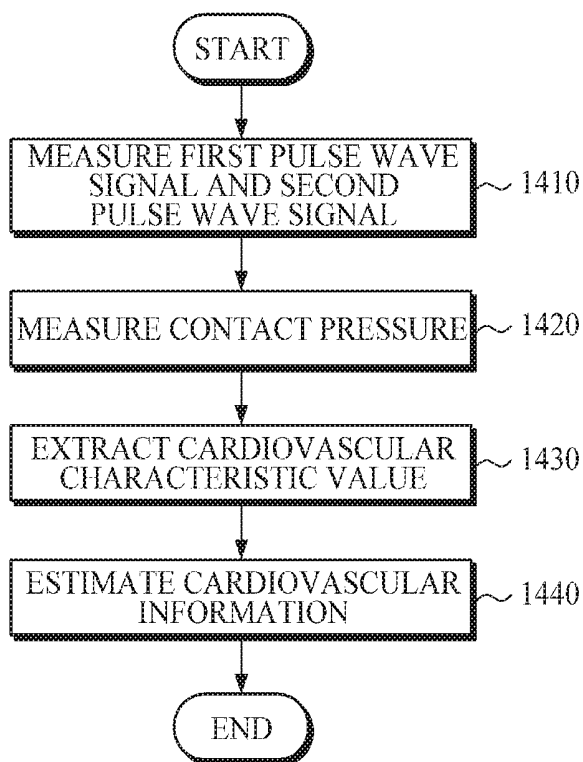 START
MEASURE FIRST PULSE WAVE
SIGNAL AND SECOND
PULSE WAVE SIGNAL
1410
MEASURE CONTACT PRESSURE
1420
EXTRACT CARDIOVASCULAR
CHARACTERISTIC VALUE
1430
ESTIMATE CARDIOVASCULAR
INFORMATION
1440
END